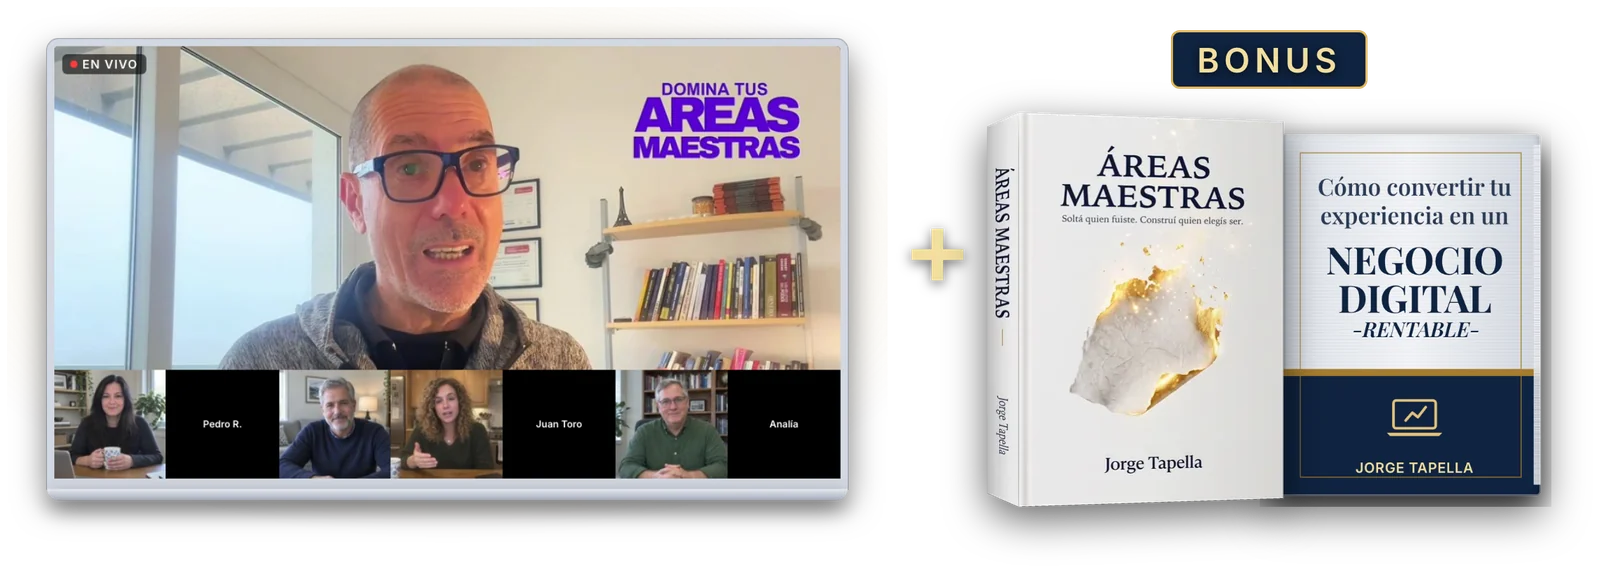 EN VIVO
DOMINA TUS
AREAS
MAESTRAS
Pedro R.
Juan Toro
Analía
+
BONUS
ÁREAS MAESTRAS
Jorge Tapella
ÁREAS
MAESTRAS
Soltá quien fuiste. Construí quien elegís ser.
Jorge Tapella
Cómo convertir tu
experiencia en un
NEGOCIO
DIGITAL
-RENTABLE-
JORGE TAPELLA